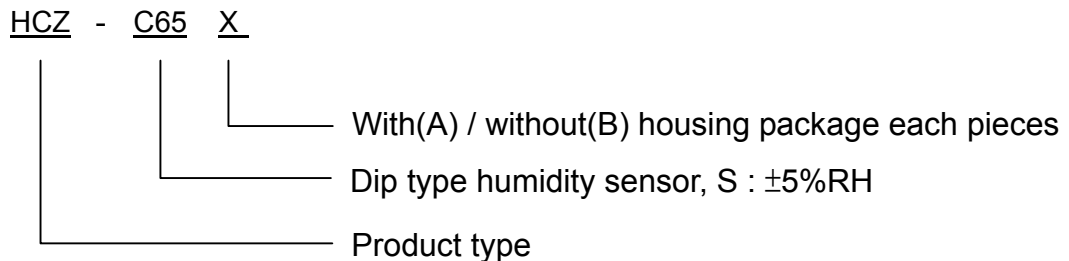 HCZ - C65 X
With(A) / without(B) housing package each pieces
Dip type humidity sensor, S : ±5%RH
Product type